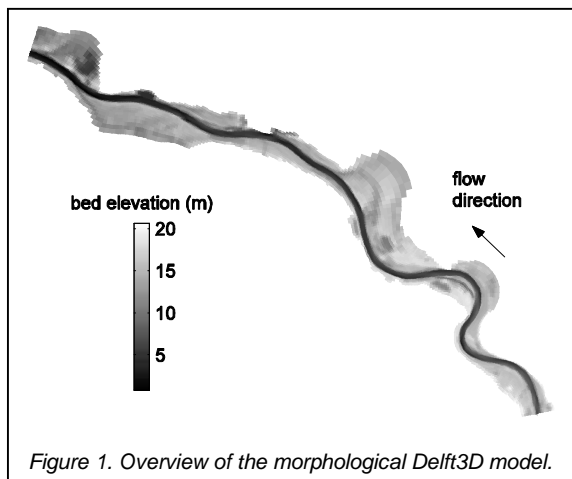 flow
direction
bed elevation (m)
20
15
10
5
Figure 1. Overview of the morphological Delft3D model.